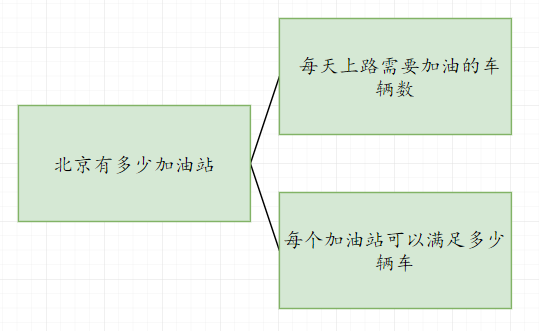 北京有多少加油站
每天上路需要加油的车
辆数
每个加油站可以满足多少
辆车